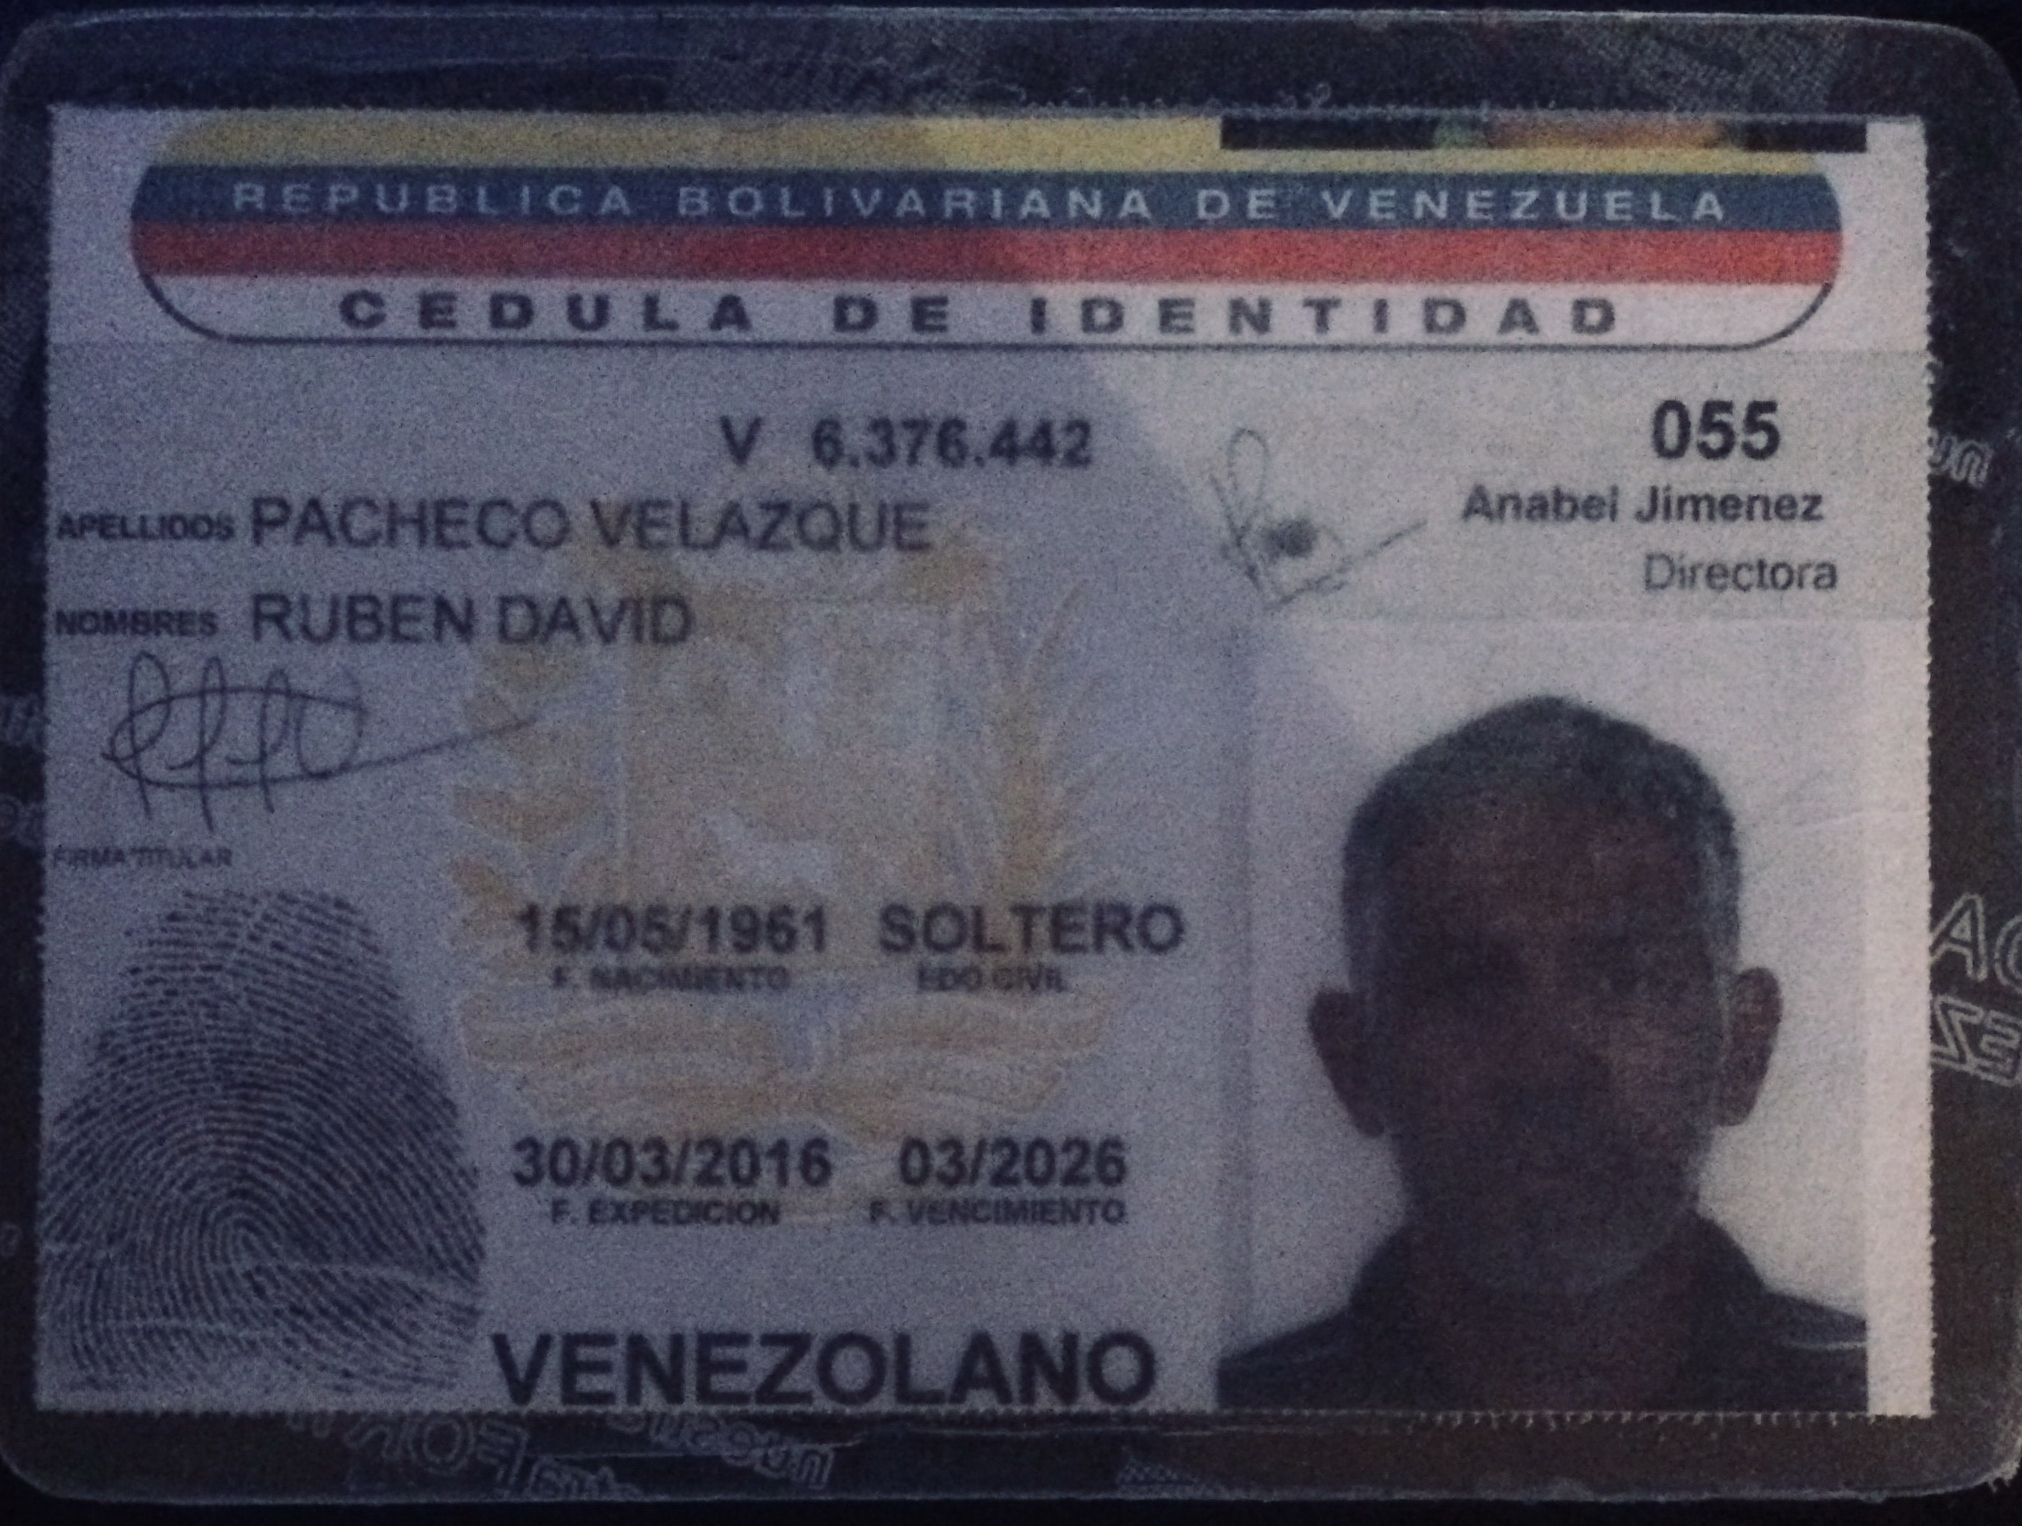 REPUBLICA BOLIVARIANA DE VENEZUELA
CEDULA DE IDENTIDAD
V 6.376.442
055
Anabel Jimenez
Directora
APELLIDOS PACHECO VELAZQUE
NOMBRES RUBEN DAVID
FIRMA TITULAR
15/05/1961 SOLTERO
F. NACIMIENTO EDO CIVIL
30/03/2016 03/2026
F. EXPEDICION F. VENCIMIENTO
VENEZOLANO